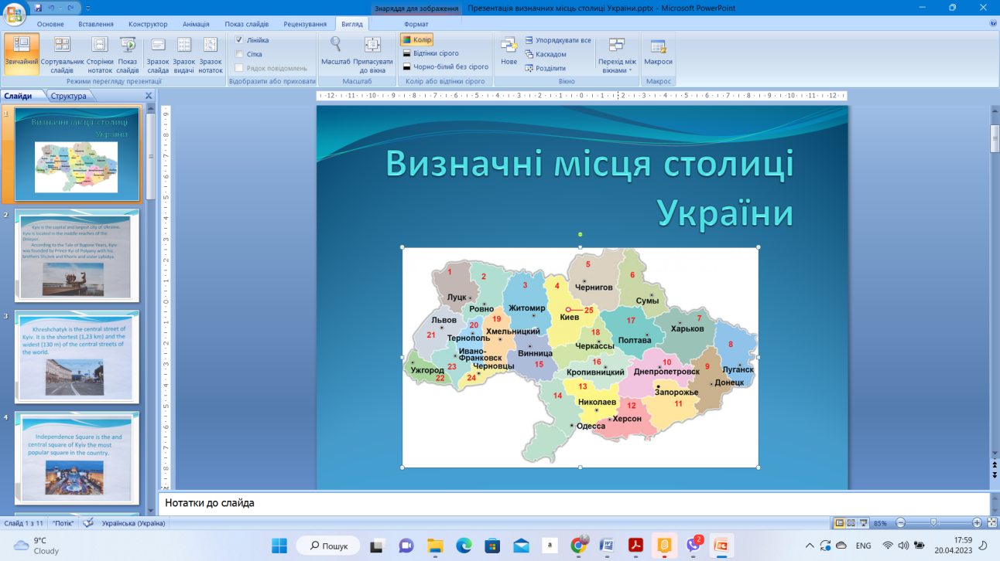 Знаряддя для зображення
Презентація визначних місць столиці України.pptx - Microsoft PowerPoint
Основне
Вставлення
Конструктор
Анімація
Показ слайдів
Рецензування
Вигляд
Формат
Звичайний
Сортувальник слайдів
Сторінки нотаток
Показ слайдів
Зразок слайда
Зразок видачі
Зразок нотаток
Режими перегляду презентації
Лінійка
Сітка
Рядок повідомлень
Відобразити або приховати
Масштаб
Припасувати до вікна
Масштаб
Колір
Відтінки сірого
Чорно-білий без сірого
Колір або відтінки сірого
Нове
Упорядкувати все
Каскадом
Розділити
Перехід між вікнами
Вікно
Макроси
Макрос
Слайди
Структура
1
Визначні місця столиці
України
2
Kyiv is the capital and largest city of Ukraine.
Kyiv is located in the middle reaches of the
Dnieper.
According to the Tale of Bygone Years, Kyiv
was founded by Prince Kyi of Polyany with his
brothers Shchek and Khoriv and sister Lebidya.
3
Khreshchatyk is the central street of
Kyiv. It is the shortest (1,23 km) and the
widest (130 m) of the central streets of
the world.
4
Independence Square is the and
central square of Kyiv the most
popular square in the country.
Визначні місця столиці
України
1
2
3
4
5
6
Луцк
Ровно
Житомир
Киев
25
Чернигов
Сумы
Львов
21
20
Тернополь
19
Хмельницкий
18
Черкассы
17
Полтава
7
Харьков
8
Ивано-
Франковск
23
Черновцы
24
Ужгород
22
Винница
15
16
Кропивницкий
10
Днепропетровск
9
Луганск
Донецк
14
13
Николаев
12
Херсон
Запорожье
11
Одесса
Нотатки до слайда
Слайд 1 з 11
"Потік"
Українська (Україна)
85%
9°C
Cloudy
Пошук
a
2
ENG
17:59
20.04.2023